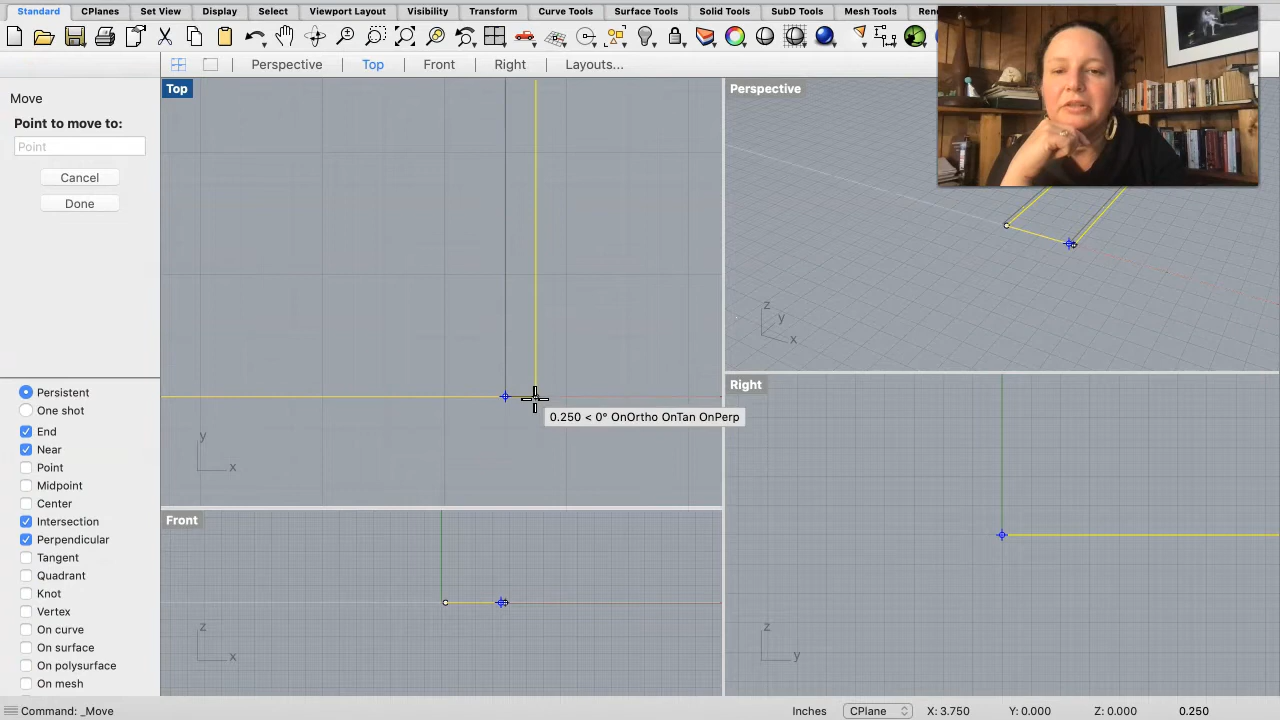 Standard CPlanes Set View Display Select Viewport Layout Visibility Transform Curve Tools Surface Tools Solid Tools SubD Tools Mesh Tools
Perspective Top Front Right Layouts...
Move
Point to move to:
Point
Cancel
Done
Persistent
One shot
End
Near
Point
Midpoint
Center
Intersection
Perpendicular
Tangent
Quadrant
Knot
Vertex
On curve
On surface
On polysurface
On mesh
Top
y
x
0.250 < 0° OnOrtho OnTan OnPerp
Perspective
z
y
x
Front
z
x
Right
z
y
Command: _Move
Inches CPlane X: 3.750 Y: 0.000 Z: 0.000 0.250